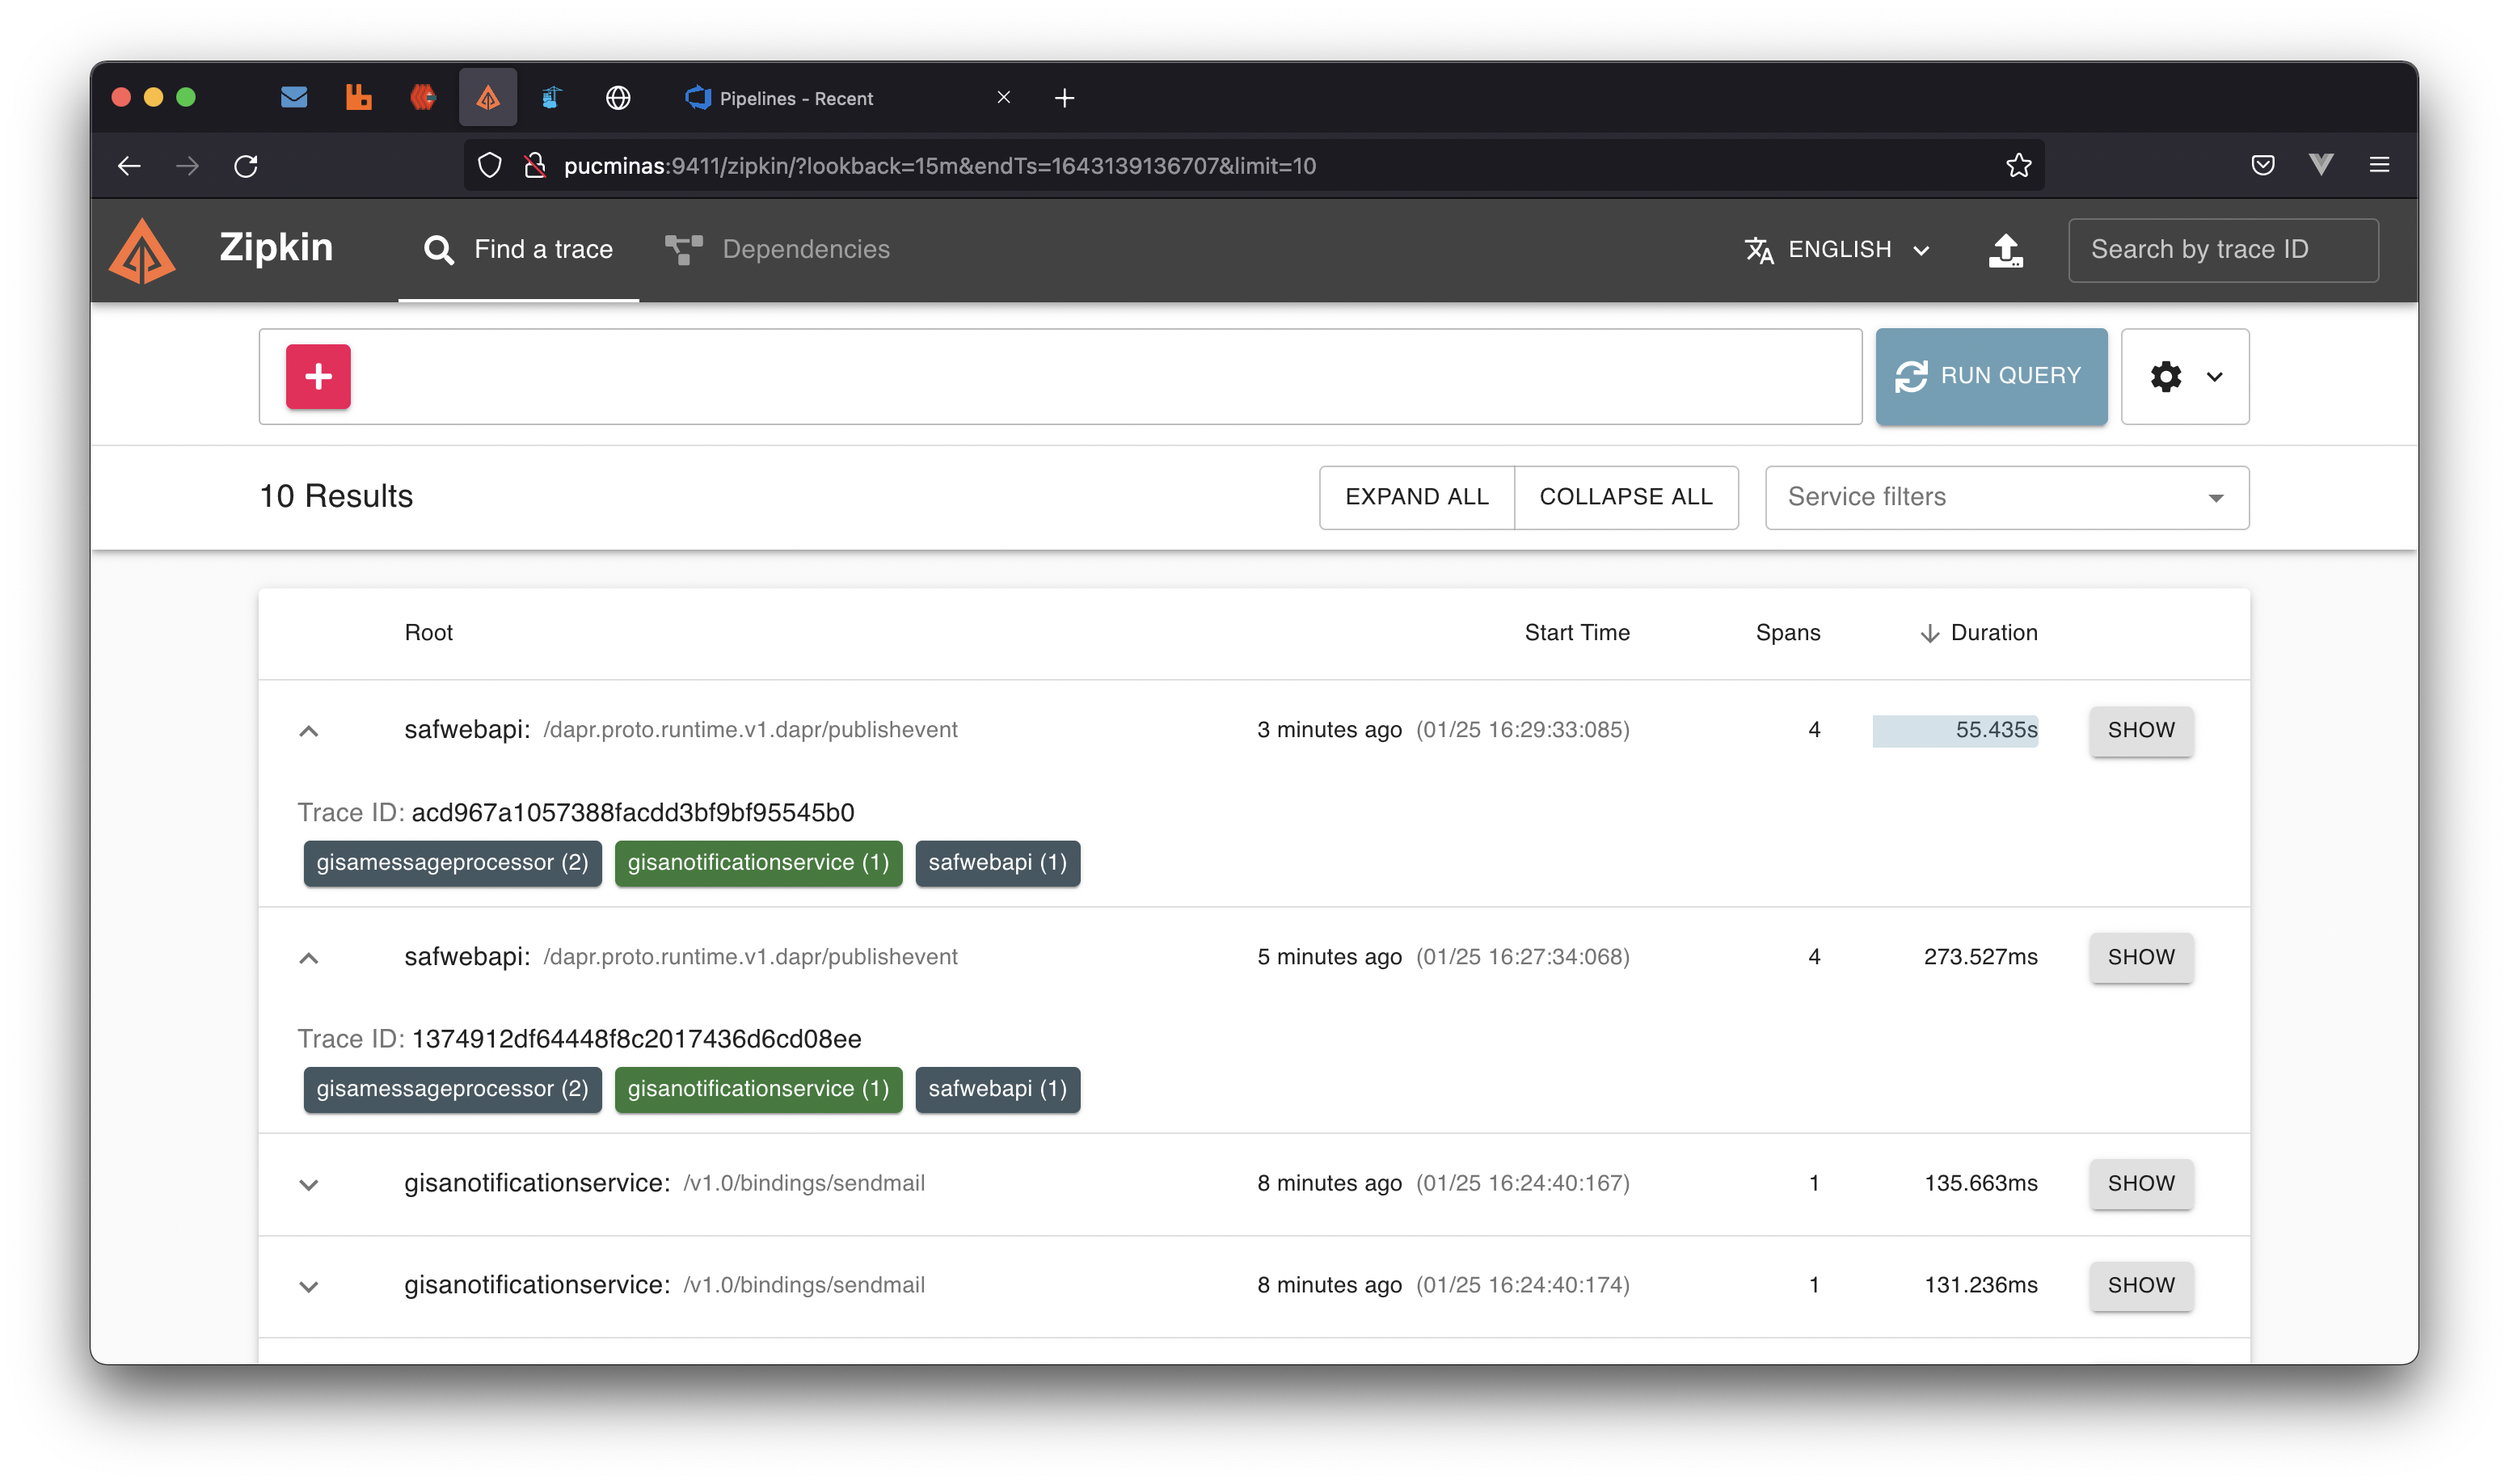 Pipelines - Recent
pucminas:9411/zipkin/?lookback=15m&endTs=1643139136707&limit=10
Zipkin Find a trace Dependencies ENGLISH Search by trace ID
RUN QUERY
10 Results EXPAND ALL COLLAPSE ALL Service filters
Root Start Time Spans Duration
safwebapi: /dapr.proto.runtime.v1.dapr/publishevent 3 minutes ago (01/25 16:29:33:085) 4 55.435s SHOW
Trace ID: acd967a1057388facdd3bf9bf95545b0
gisamessageprocessor (2) gisanotificationservice (1) safwebapi (1)
safwebapi: /dapr.proto.runtime.v1.dapr/publishevent 5 minutes ago (01/25 16:27:34:068) 4 273.527ms SHOW
Trace ID: 1374912df64448f8c2017436d6cd08ee
gisamessageprocessor (2) gisanotificationservice (1) safwebapi (1)
gisanotificationservice: /v1.0/bindings/sendmail 8 minutes ago (01/25 16:24:40:167) 1 135.663ms SHOW
gisanotificationservice: /v1.0/bindings/sendmail 8 minutes ago (01/25 16:24:40:174) 1 131.236ms SHOW